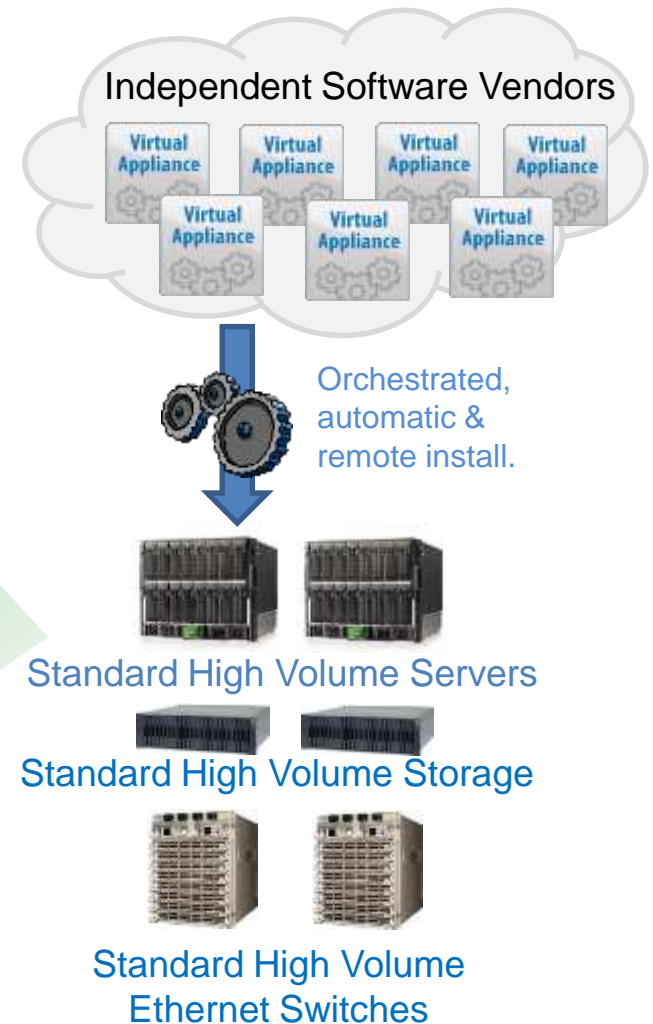 Independent Software Vendors
Virtual
Appliance
Virtual
Appliance
Virtual
Appliance
Virtual
Appliance
Virtual
Appliance
Virtual
Appliance
Virtual
Appliance
Orchestrated,
automatic &
remote install.
Standard High Volume Servers
Standard High Volume Storage
Standard High Volume
Ethernet Switches